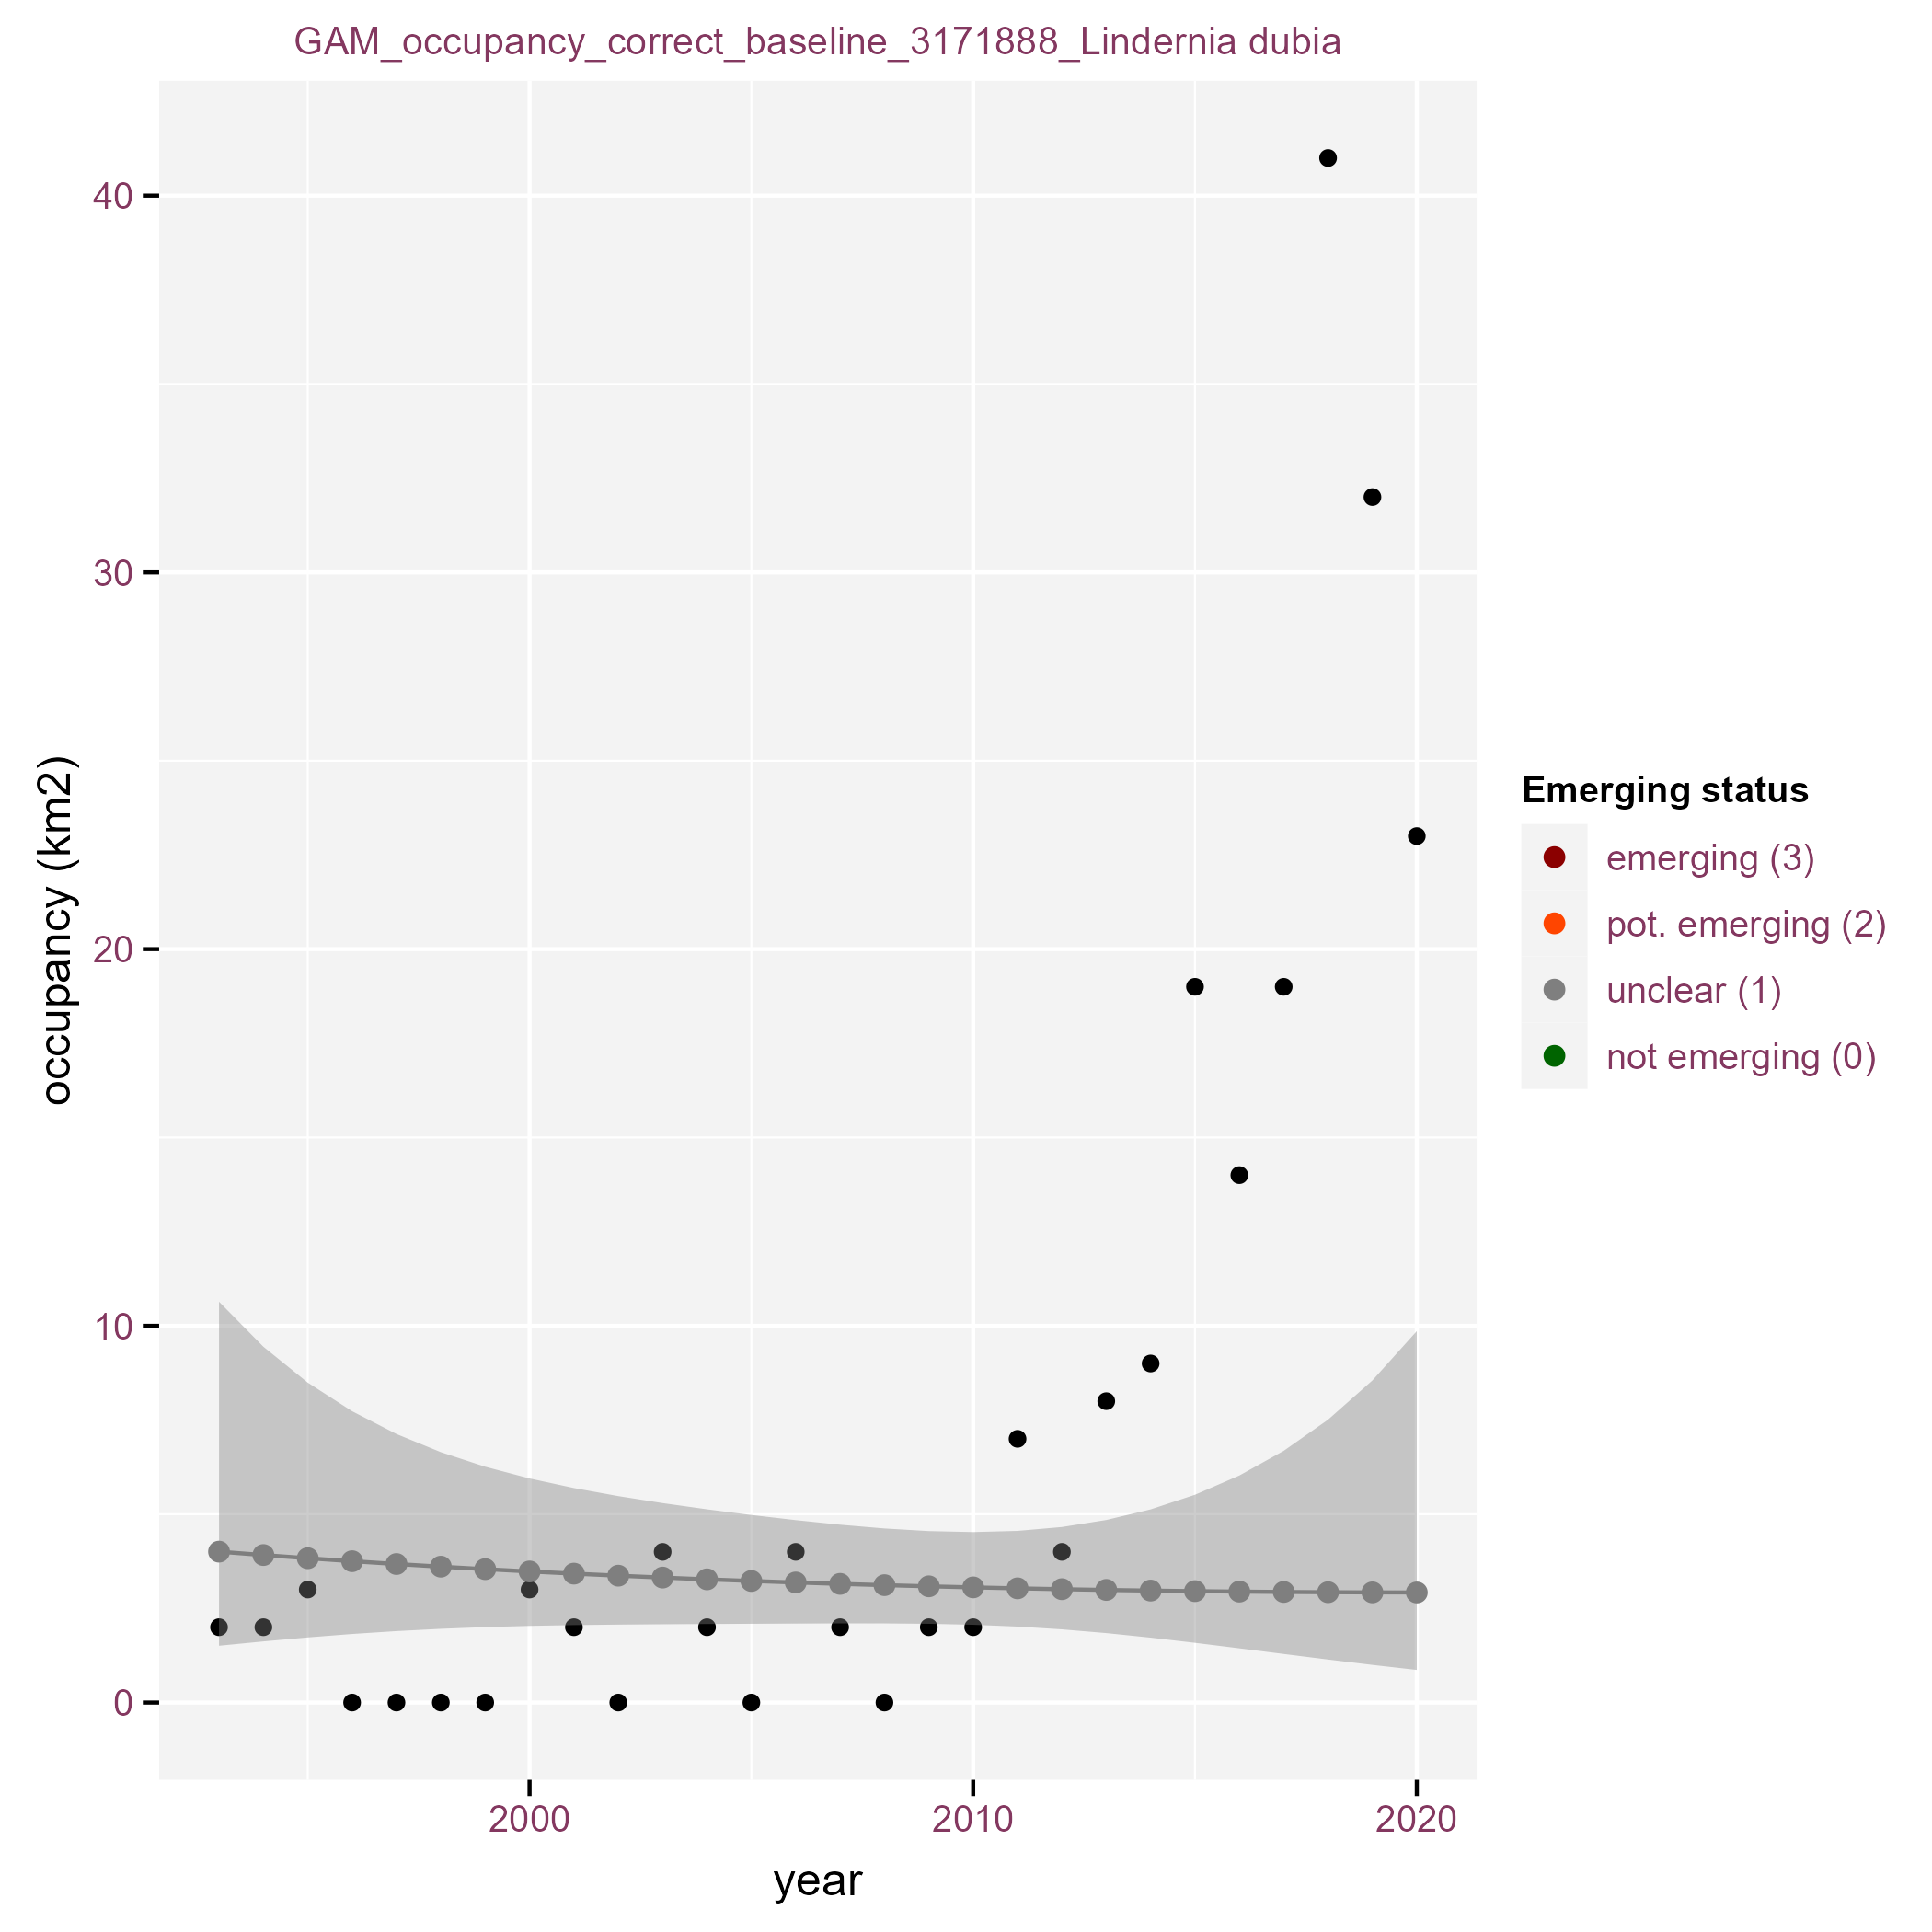 GAM_occupancy_correct_baseline_3171888_Lindernia dubia
40
30
20
10
0
occupancy (km2)
2000
2010
2020
year
Emerging status
emerging (3)
pot. emerging (2)
unclear (1)
not emerging (0)